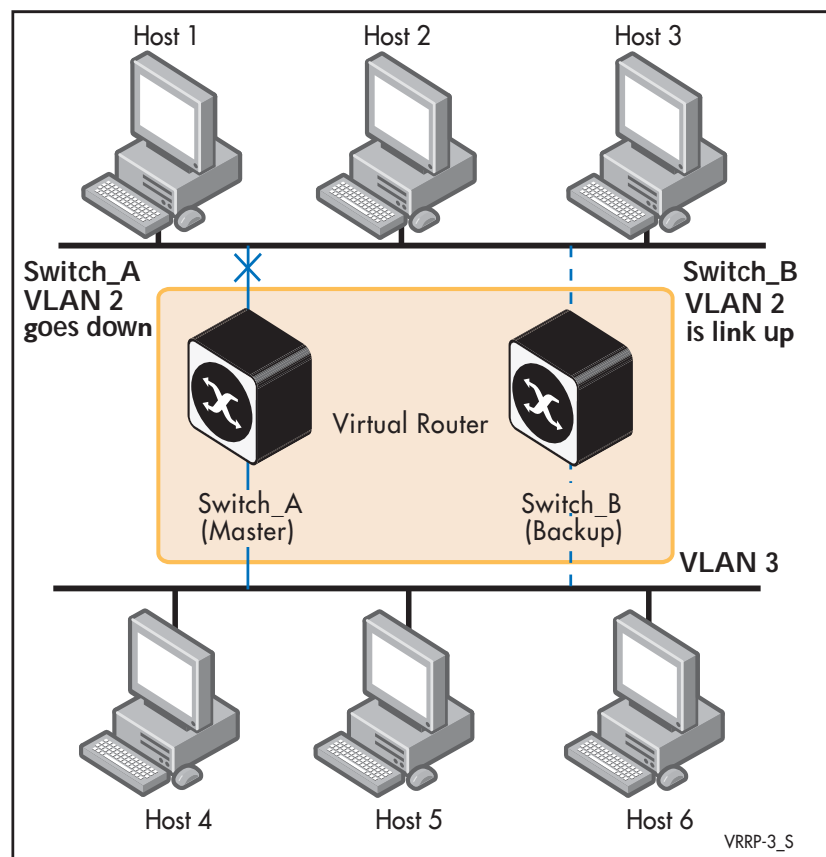 Host 1
Host 2
Host 3
Switch_A
VLAN 2
goes down
Switch_B
VLAN 2
is link up
Virtual Router
Switch_A
(Master)
Switch_B
(Backup)
VLAN 3
Host 4
Host 5
Host 6
VRRP-3_S